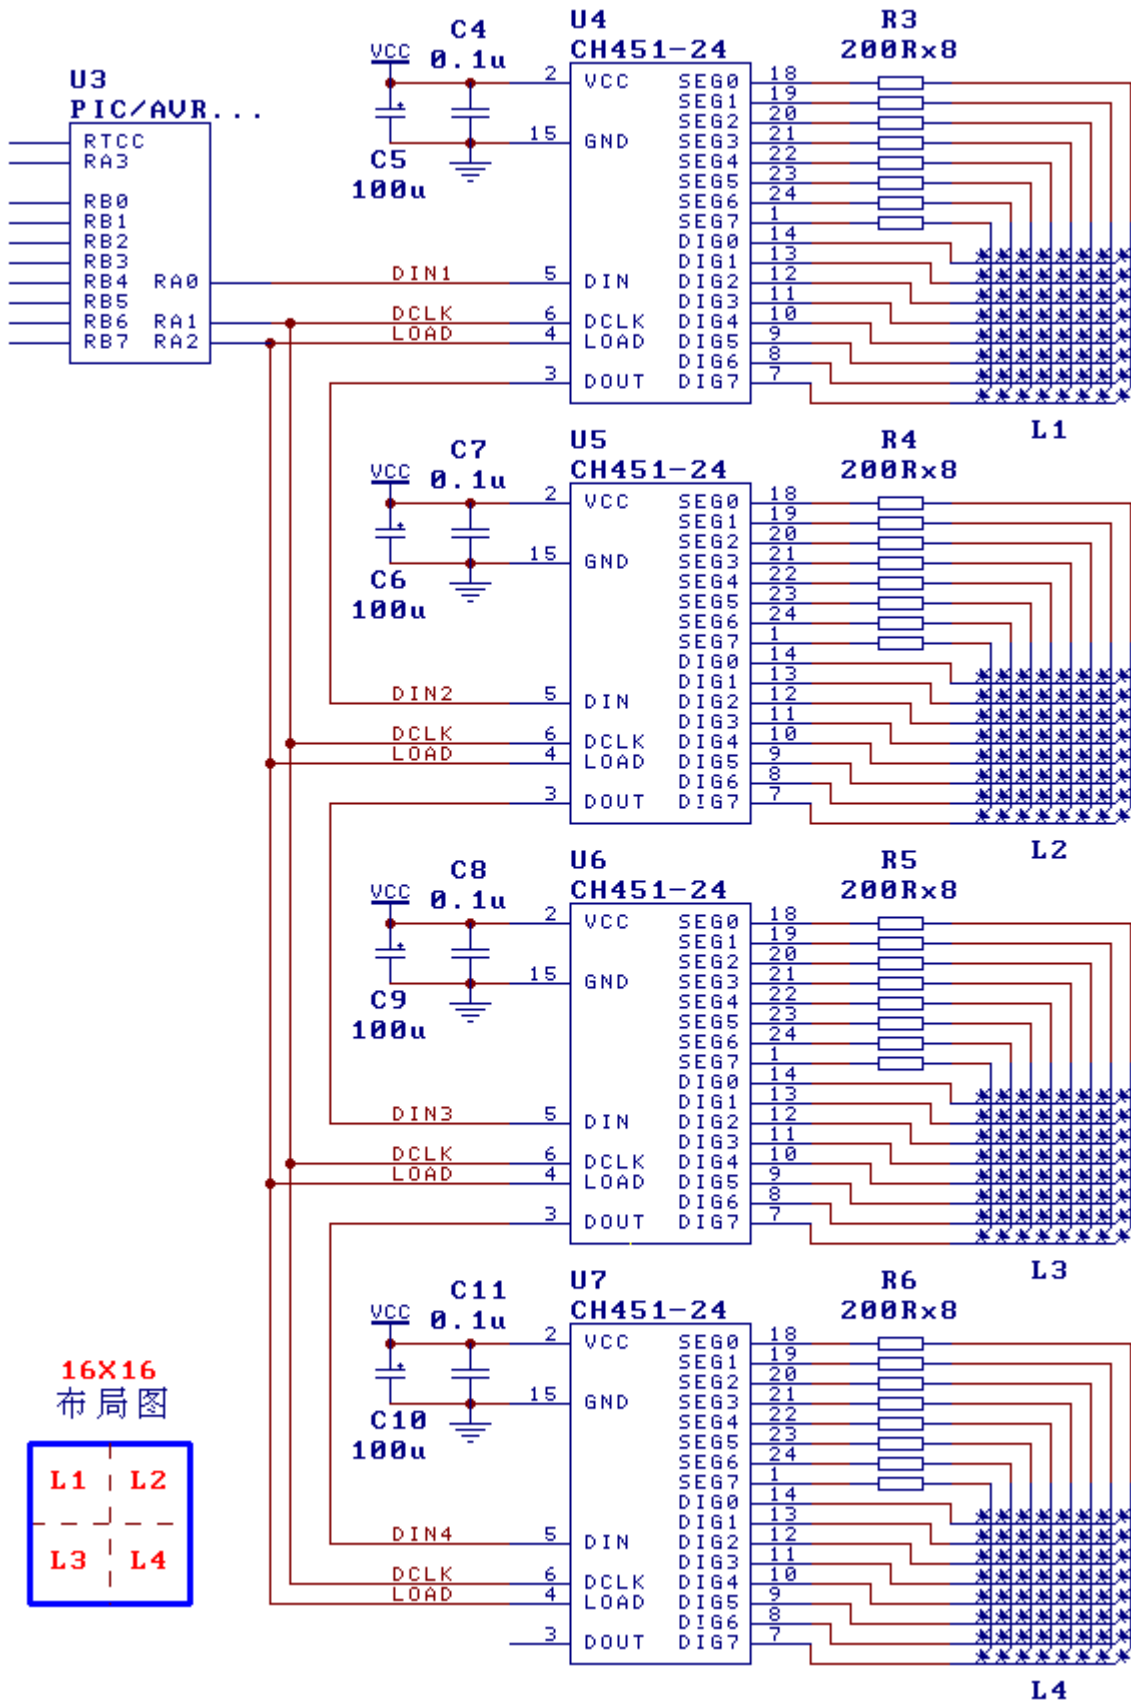 U3
PIC/AVR...
RTCC
RA3
RB0
RB1
RB2
RB3
RB4 RA0
RB5
RB6 RA1
RB7 RA2
C4
VCC 0.1u
C5
100u
DIN1
DCLK
LOAD
U4
CH451-24
2 VCC SEG0 18
SEG1 19
SEG2 20
15 GND SEG3 21
SEG4 22
SEG5 23
SEG6 24
SEG7 1
DIG0 14
DIG1 13
5 DIN DIG2 12
DIG3 11
6 DCLK DIG4 10
4 LOAD DIG5 9
DIG6 8
3 DOUT DIG7 7
R3
200Rx8
L1
C7
VCC 0.1u
C6
100u
DIN2
DCLK
LOAD
U5
CH451-24
2 VCC SEG0 18
SEG1 19
SEG2 20
15 GND SEG3 21
SEG4 22
SEG5 23
SEG6 24
SEG7 1
DIG0 14
DIG1 13
5 DIN DIG2 12
DIG3 11
6 DCLK DIG4 10
4 LOAD DIG5 9
DIG6 8
3 DOUT DIG7 7
R4
200Rx8
L2
C8
VCC 0.1u
C9
100u
DIN3
DCLK
LOAD
U6
CH451-24
2 VCC SEG0 18
SEG1 19
SEG2 20
15 GND SEG3 21
SEG4 22
SEG5 23
SEG6 24
SEG7 1
DIG0 14
DIG1 13
5 DIN DIG2 12
DIG3 11
6 DCLK DIG4 10
4 LOAD DIG5 9
DIG6 8
3 DOUT DIG7 7
R5
200Rx8
L3
C11
VCC 0.1u
C10
100u
DIN4
DCLK
LOAD
U7
CH451-24
2 VCC SEG0 18
SEG1 19
SEG2 20
15 GND SEG3 21
SEG4 22
SEG5 23
SEG6 24
SEG7 1
DIG0 14
DIG1 13
5 DIN DIG2 12
DIG3 11
6 DCLK DIG4 10
4 LOAD DIG5 9
DIG6 8
3 DOUT DIG7 7
R6
200Rx8
L4
16X16
布局图
L1 L2
L3 L4